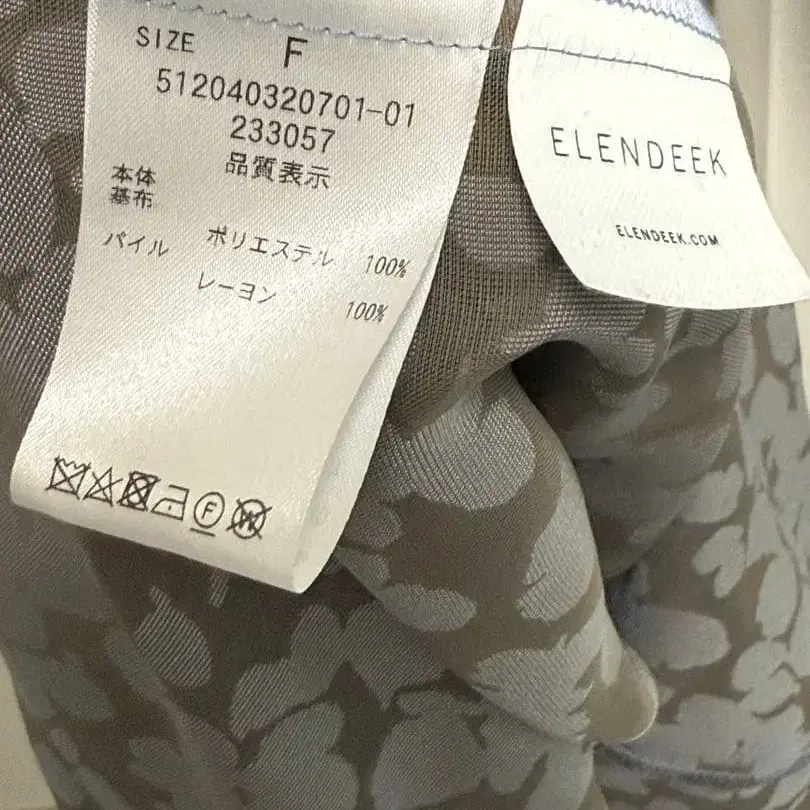 SIZE F
512040320701-01
233057
品質表示
本体
基布 ポリエステル 100%
パイル レーヨン 100%
F
W
ELENDEEK
ELENDEEK.COM